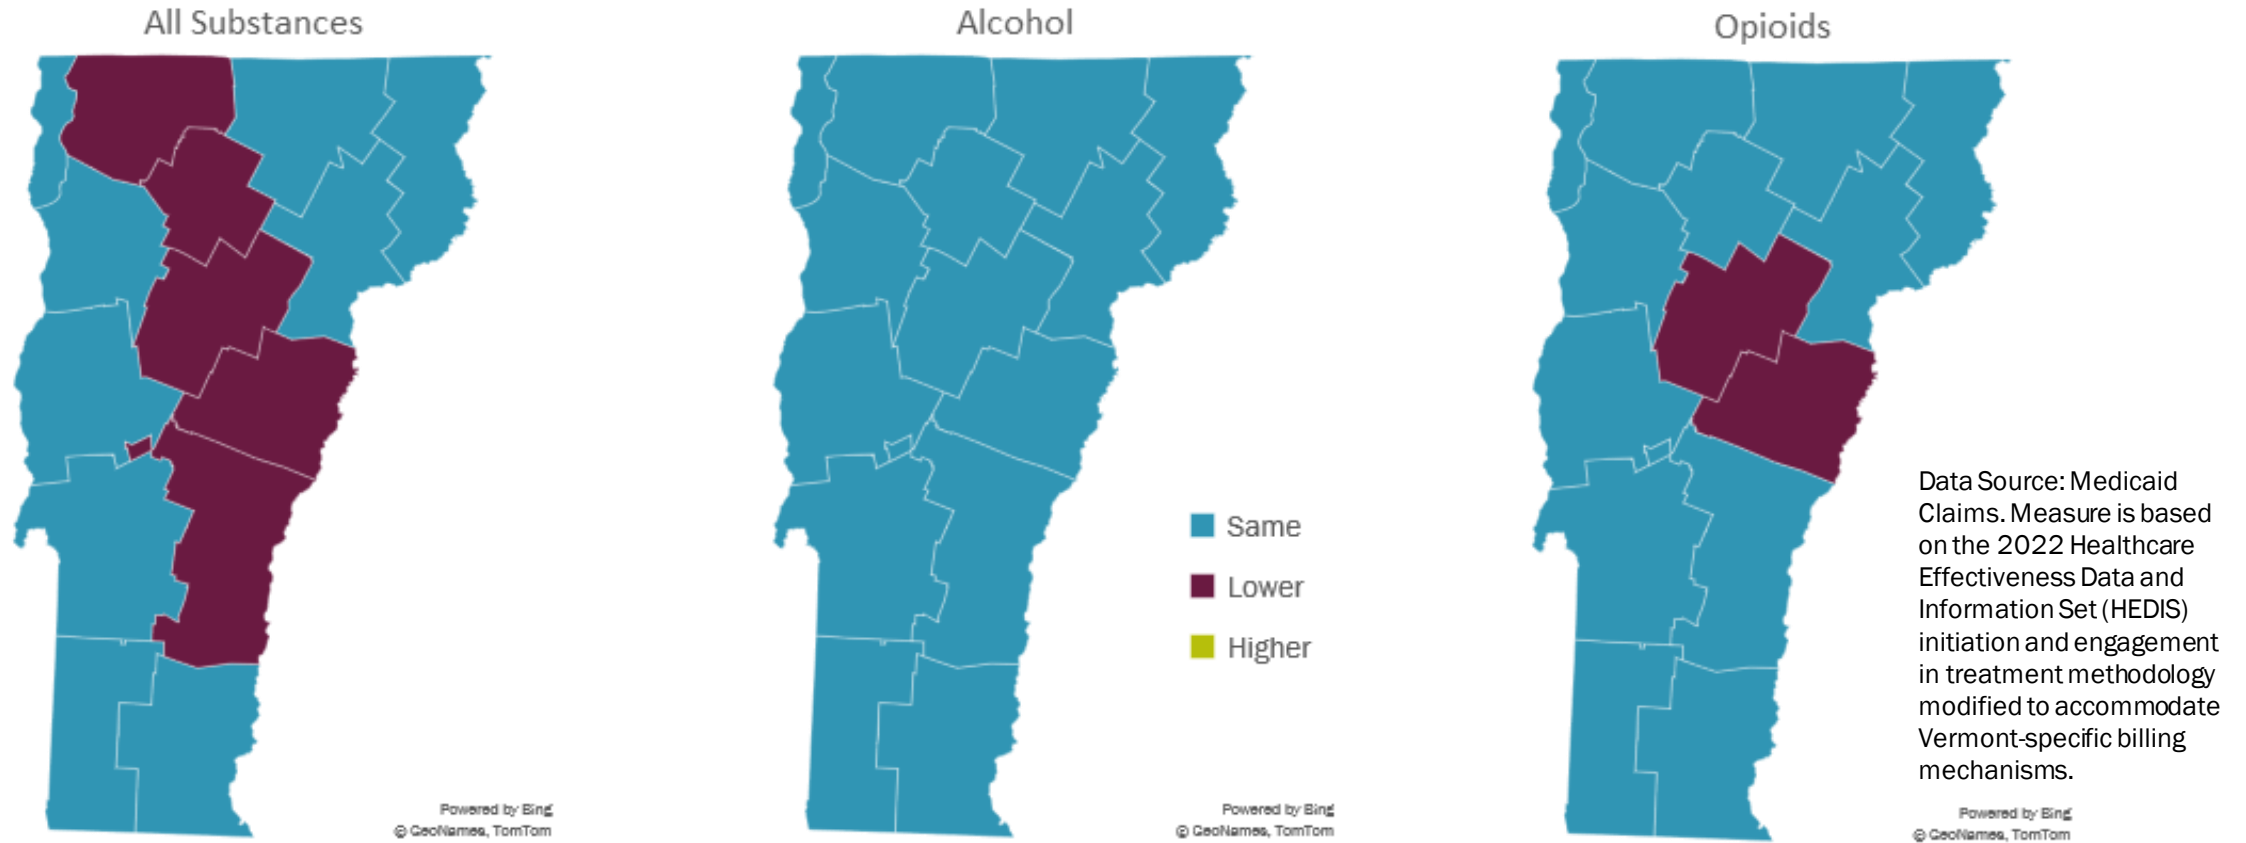 All Substances
Alcohol
Opioids
Same
Lower
Higher
Data Source: Medicaid
Claims. Measure is based
on the 2022 Healthcare
Effectiveness Data and
Information Set (HEDIS)
initiation and engagement
in treatment methodology
modified to accommodate
Vermont-specific billing
mechanisms.
Powered by Bing
© GeoNames, TomTom
Powered by Bing
© GeoNames, TomTom
Powered by Bing
© GeoNames, TomTom